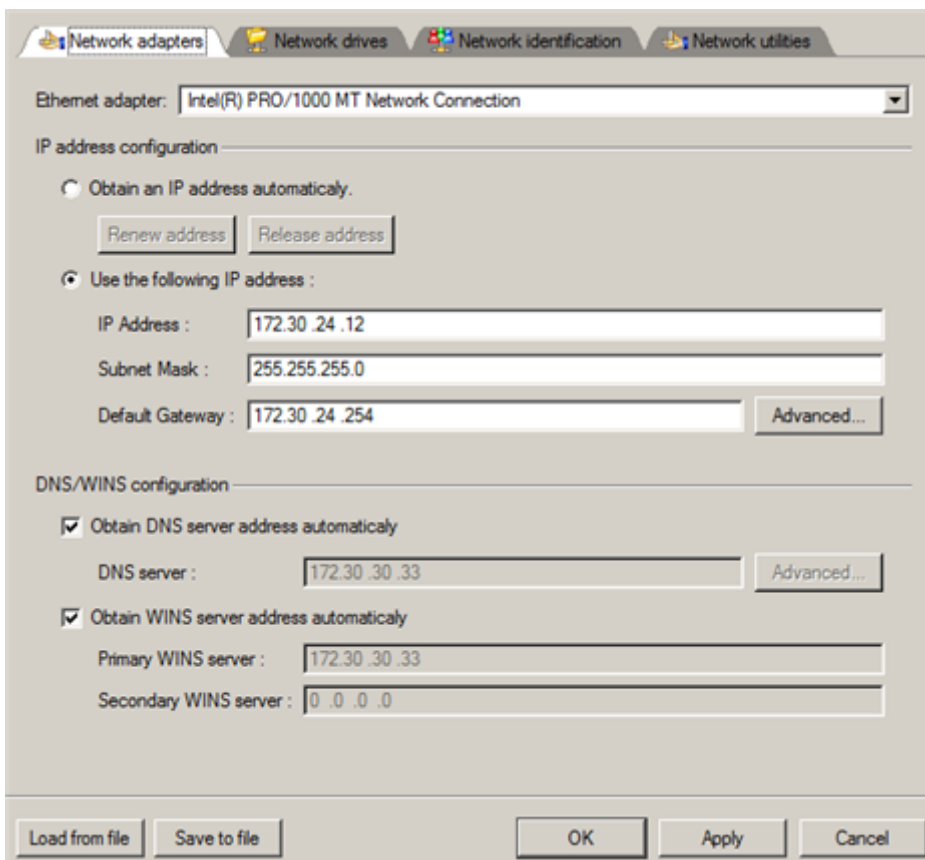 Network adapters Network drives Network identification Network utilities
Ethernet adapter: Intel(R) PRO/1000 MT Network Connection
IP address configuration
Obtain an IP address automaticaly.
Renew address Release address
Use the following IP address :
IP Address : 172.30 .24 .12
Subnet Mask : 255.255.255.0
Default Gateway : 172.30 .24 .254 Advanced...
DNS/WINS configuration
Obtain DNS server address automaticaly
DNS server : 172.30 .30 .33 Advanced...
Obtain WINS server address automaticaly
Primary WINS server : 172.30 .30 .33
Secondary WINS server : 0 .0 .0 .0
Load from file Save to file OK Apply Cancel